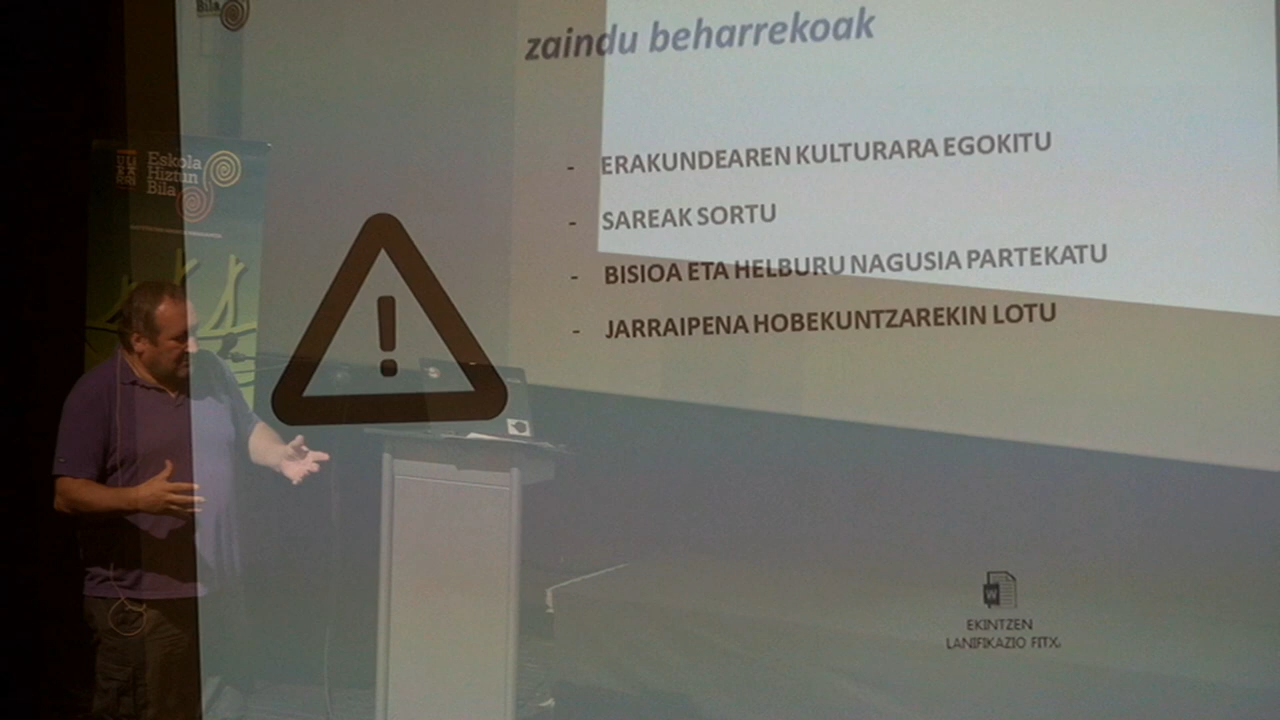 Bila
zaindu beharrekoak
- ERAKUNDEAREN KULTURARA EGOKITU
- SAREAK SORTU
- BISIOA ETA HELBURU NAGUSIA PARTEKATU
- JARRAIPENA HOBEKUNTZAREKIN LOTU
Eskola
Hiztun
Bila
!
W
EKINTZEN
LANIFIKAZIO FITX.